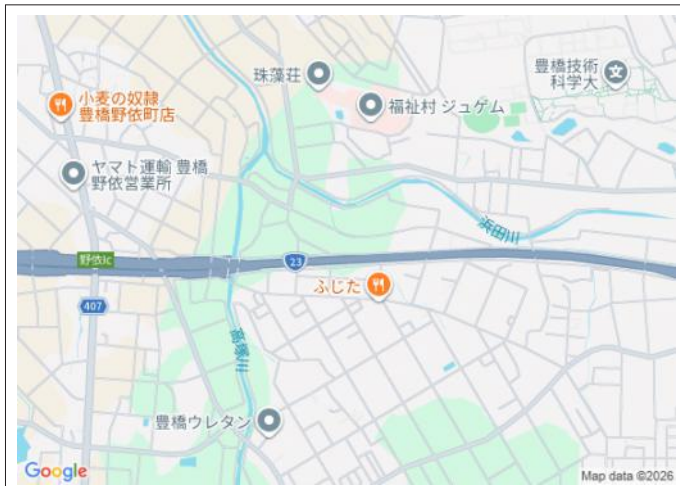 珠藻荘
豊橋技術
科学大
小麦の奴隷
豊橋野依町店
福祉村 ジュゲム
ヤマト運輸 豊橋
野依営業所
浜田川
野依ic
23
ふじた
407
高塚川
豊橋ウレタン
Google
Map data ©2026